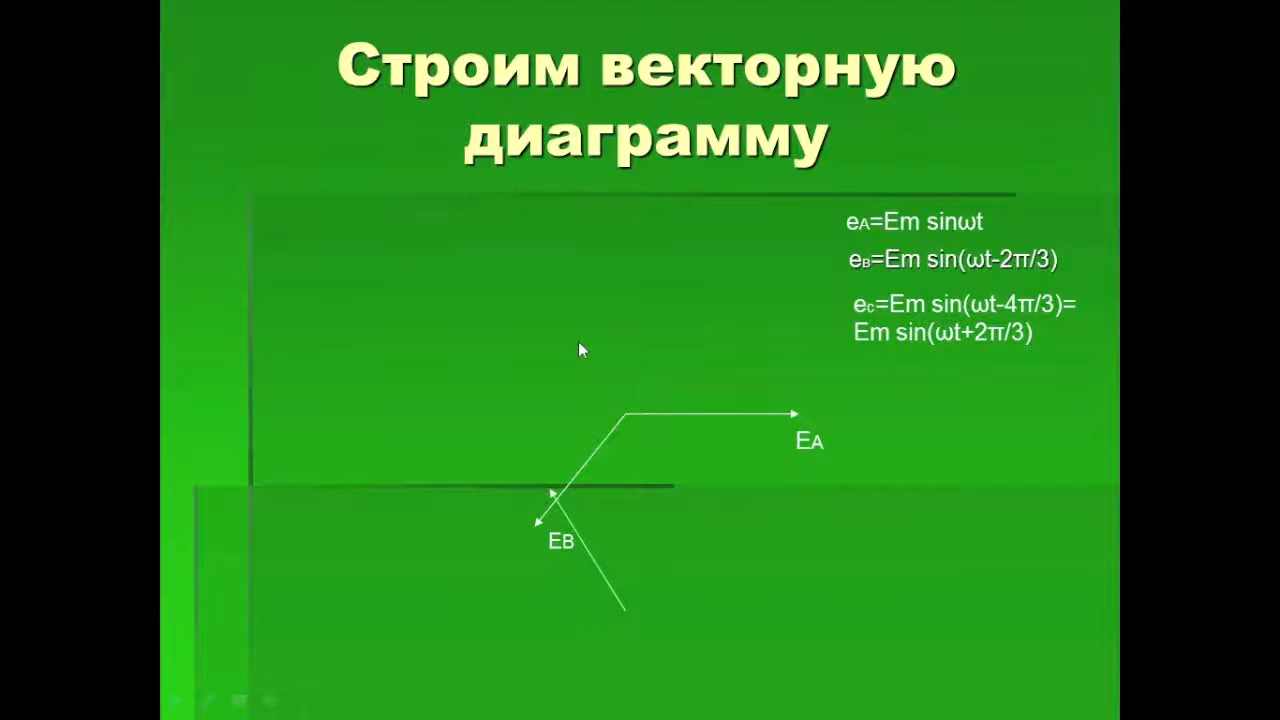 Строим векторную
диаграмму
eA=Em sinωt
eв=Em sin(ωt-2π/3)
ec=Em sin(ωt-4π/3)=
Em sin(ωt+2π/3)
EA
EB